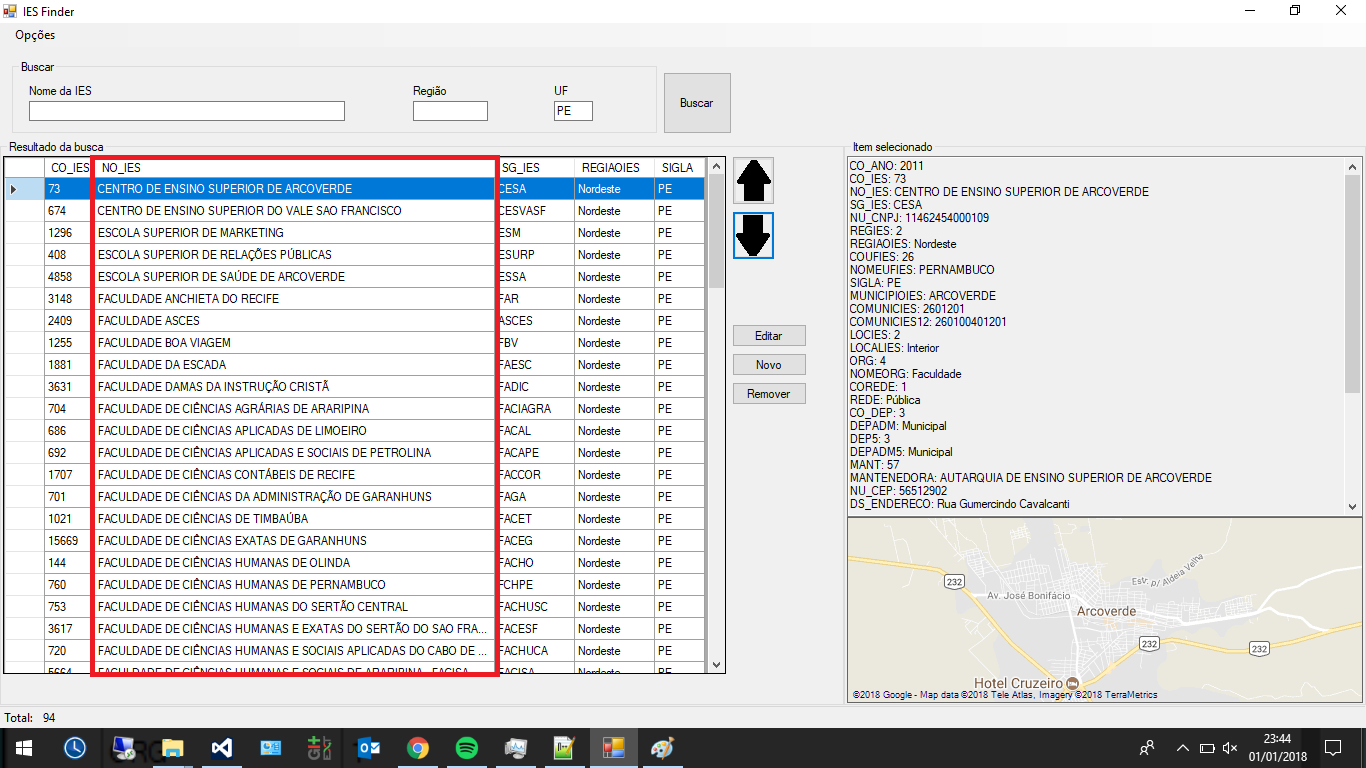 IES Finder
Opções
Buscar
Nome da IES
Região
UF
PE
Buscar
Resultado da busca
CO_IES NO_IES SG_IES REGIAOIES SIGLA
73 CENTRO DE ENSINO SUPERIOR DE ARCOVERDE CESA Nordeste PE
674 CENTRO DE ENSINO SUPERIOR DO VALE SAO FRANCISCO CESVASF Nordeste PE
1296 ESCOLA SUPERIOR DE MARKETING ESM Nordeste PE
408 ESCOLA SUPERIOR DE RELAÇÕES PÚBLICAS ESURP Nordeste PE
4858 ESCOLA SUPERIOR DE SAÚDE DE ARCOVERDE ESSA Nordeste PE
3148 FACULDADE ANCHIETA DO RECIFE FAR Nordeste PE
2409 FACULDADE ASCES ASCES Nordeste PE
1255 FACULDADE BOA VIAGEM FBV Nordeste PE
1881 FACULDADE DA ESCADA FAESC Nordeste PE
3631 FACULDADE DAMAS DA INSTRUÇÃO CRISTÃ FADIC Nordeste PE
704 FACULDADE DE CIÊNCIAS AGRÁRIAS DE ARARIPINA FACIAGRA Nordeste PE
686 FACULDADE DE CIÊNCIAS APLICADAS DE LIMOEIRO FACAL Nordeste PE
692 FACULDADE DE CIÊNCIAS APLICADAS E SOCIAIS DE PETROLINA FACAPE Nordeste PE
1707 FACULDADE DE CIÊNCIAS CONTÁBEIS DE RECIFE FACCOR Nordeste PE
701 FACULDADE DE CIÊNCIAS DA ADMINISTRAÇÃO DE GARANHUNS FAGA Nordeste PE
1021 FACULDADE DE CIÊNCIAS DE TIMBAÚBA FACET Nordeste PE
15669 FACULDADE DE CIÊNCIAS EXATAS DE GARANHUNS FACEG Nordeste PE
144 FACULDADE DE CIÊNCIAS HUMANAS DE OLINDA FACHO Nordeste PE
760 FACULDADE DE CIÊNCIAS HUMANAS DE PERNAMBUCO FCHPE Nordeste PE
753 FACULDADE DE CIÊNCIAS HUMANAS DO SERTÃO CENTRAL FACHUSC Nordeste PE
3617 FACULDADE DE CIÊNCIAS HUMANAS E EXATAS DO SERTÃO DO SAO FRA... FACESF Nordeste PE
720 FACULDADE DE CIÊNCIAS HUMANAS E SOCIAIS APLICADAS DO CABO DE ... FACHUCA Nordeste PE
5664 FACULDADE DE CIÊNCIAS HUMANAS E SOCIAIS DE ARARIPINA - FACISA FACISA Nordeste PE
Editar
Novo
Remover
Item selecionado
CO_ANO: 2011
CO_IES: 73
NO_IES: CENTRO DE ENSINO SUPERIOR DE ARCOVERDE
SG_IES: CESA
NU_CNPJ: 11462454000109
REGIES: 2
REGIAOIES: Nordeste
COUFIES: 26
NOMEUFIES: PERNAMBUCO
SIGLA: PE
MUNICIPIOIES: ARCOVERDE
COMUNICIES: 2601201
COMUNICIES12: 260100401201
LOCIES: 2
LOCALIES: Interior
ORG: 4
NOMEORG: Faculdade
COREDE: 1
REDE: Pública
CO_DEP: 3
DEPADM: Municipal
DEP5: 3
DEPADM5: Municipal
MANT: 57
MANTENEDORA: AUTARQUIA DE ENSINO SUPERIOR DE ARCOVERDE
NU_CEP: 56512902
DS_ENDERECO: Rua Gumercindo Cavalcanti
Estr. p/ Aldeia Velha
232
Av. José Bonifácio
Arcoverde
232
232
Hotel Cruzeiro
©2018 Google - Map data ©2018 Tele Atlas, Imagery ©2018 TerraMetrics
Total: 94
23:44
01/01/2018